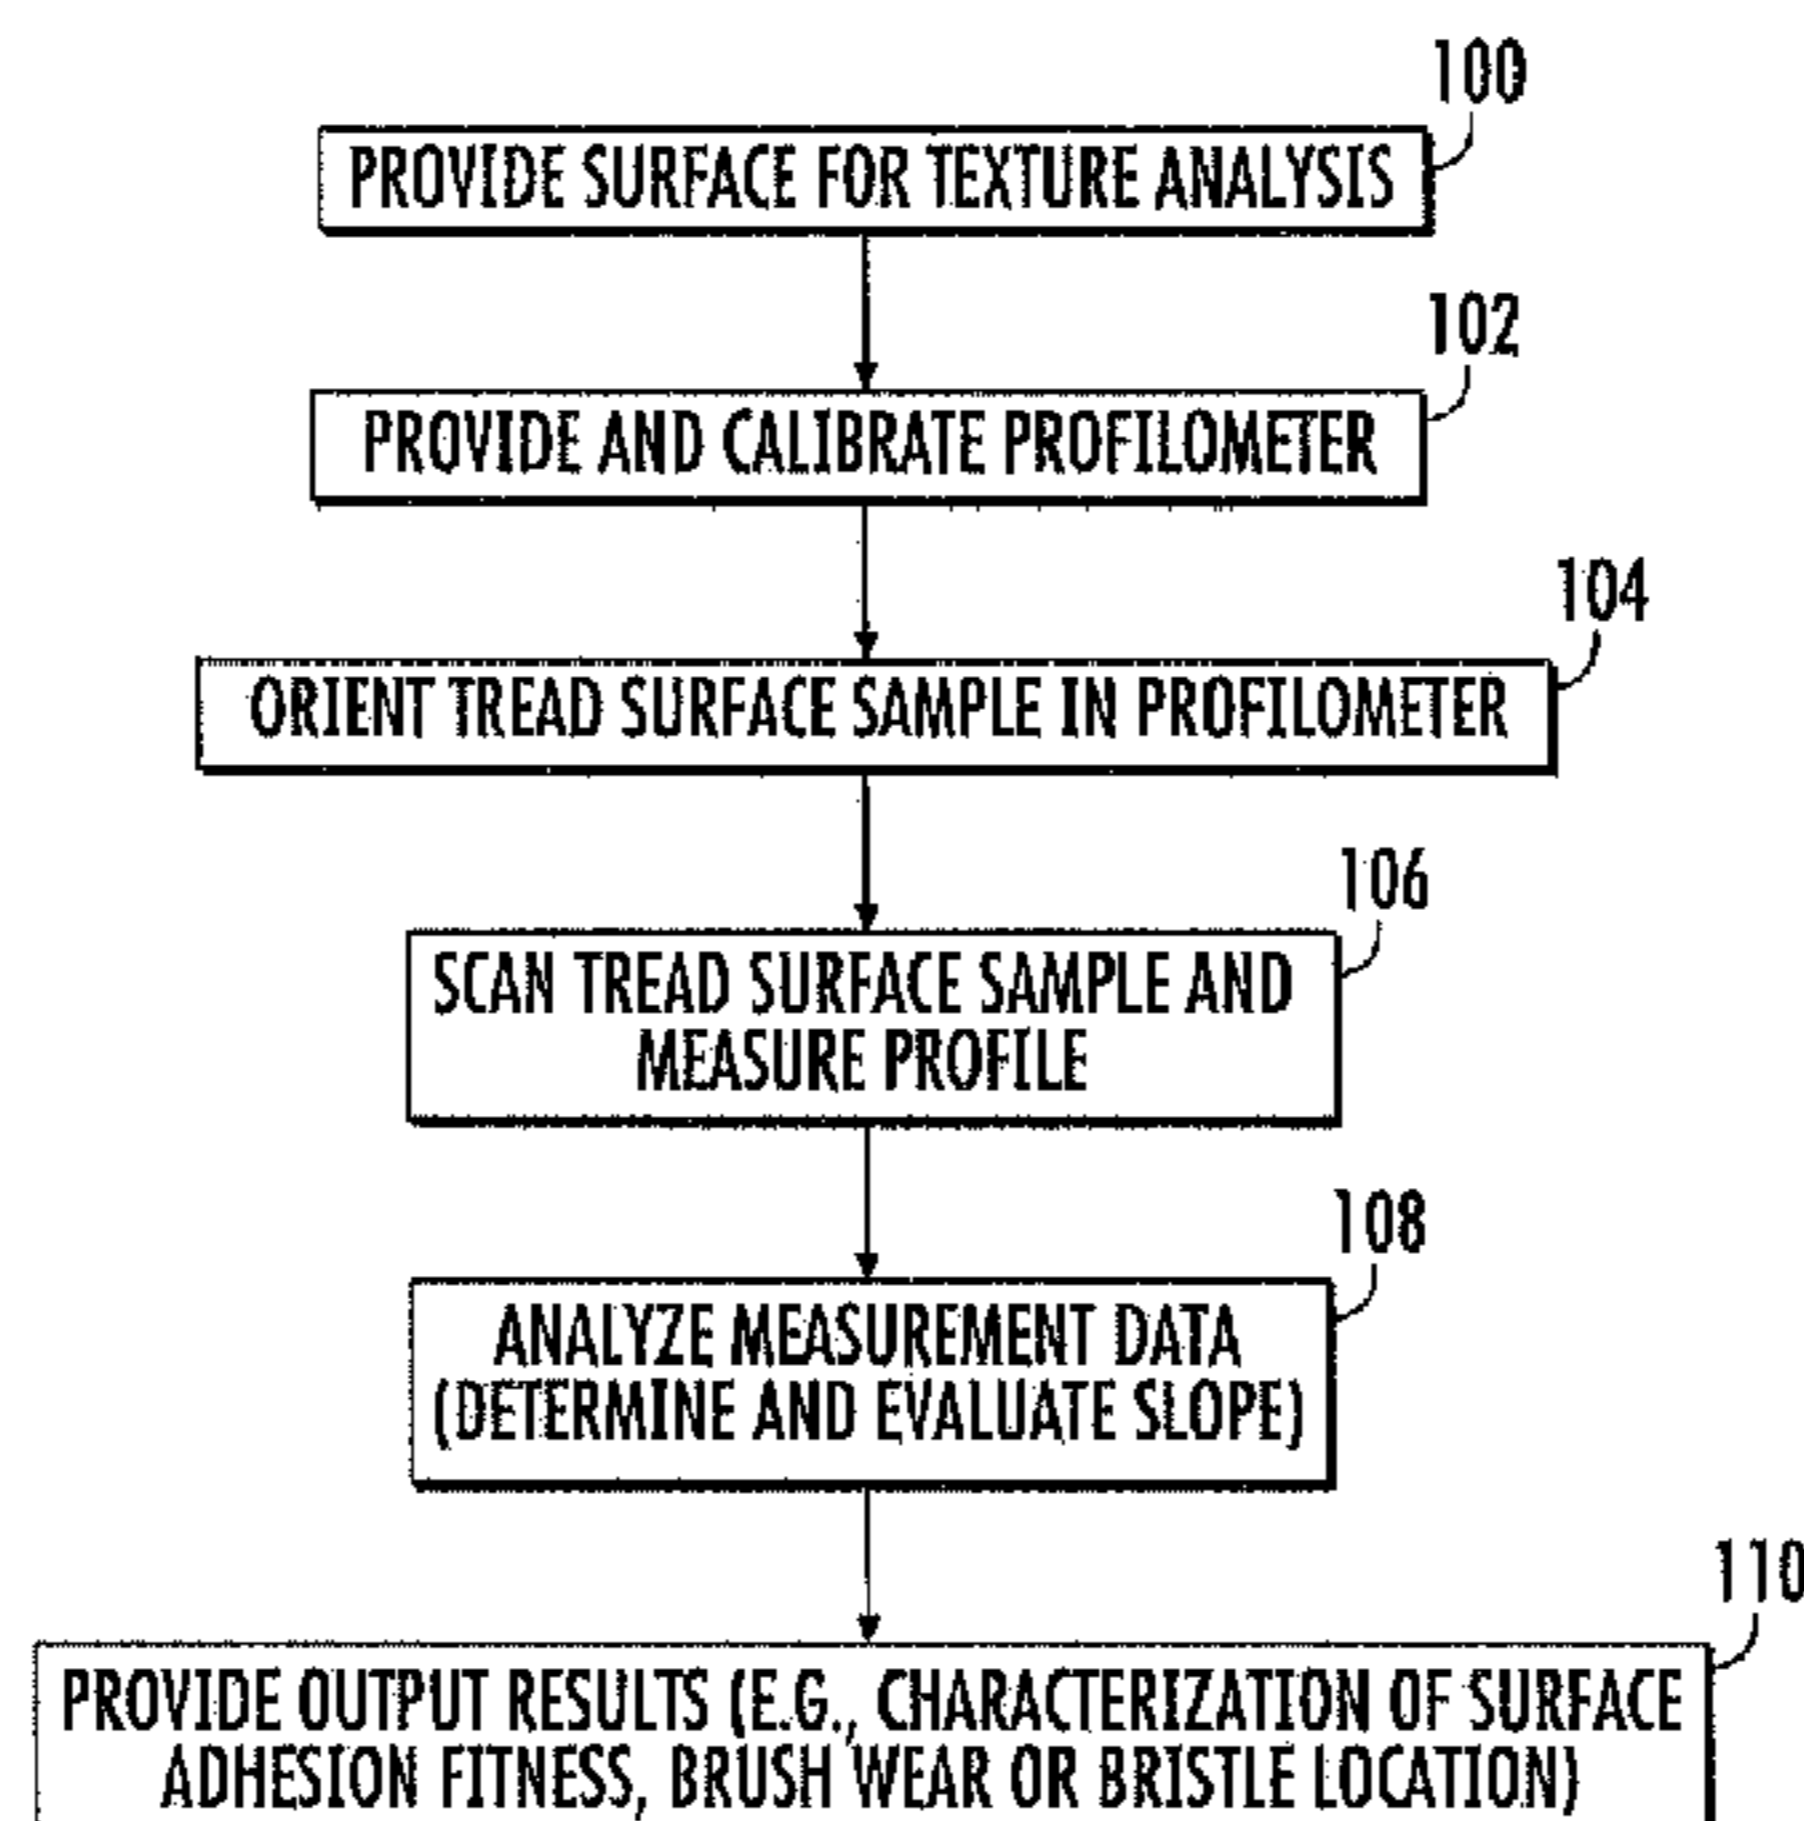 100
PROVIDE SURFACE FOR TEXTURE ANALYSIS
102
PROVIDE AND CALIBRATE PROFILOMETER
104
ORIENT TREAD SURFACE SAMPLE IN PROFILOMETER
106
SCAN TREAD SURFACE SAMPLE AND
MEASURE PROFILE
108
ANALYZE MEASUREMENT DATA
(DETERMINE AND EVALUATE SLOPE)
110
PROVIDE OUTPUT RESULTS (E.G., CHARACTERIZATION OF SURFACE
ADHESION FITNESS, BRUSH WEAR OR BRISTLE LOCATION)